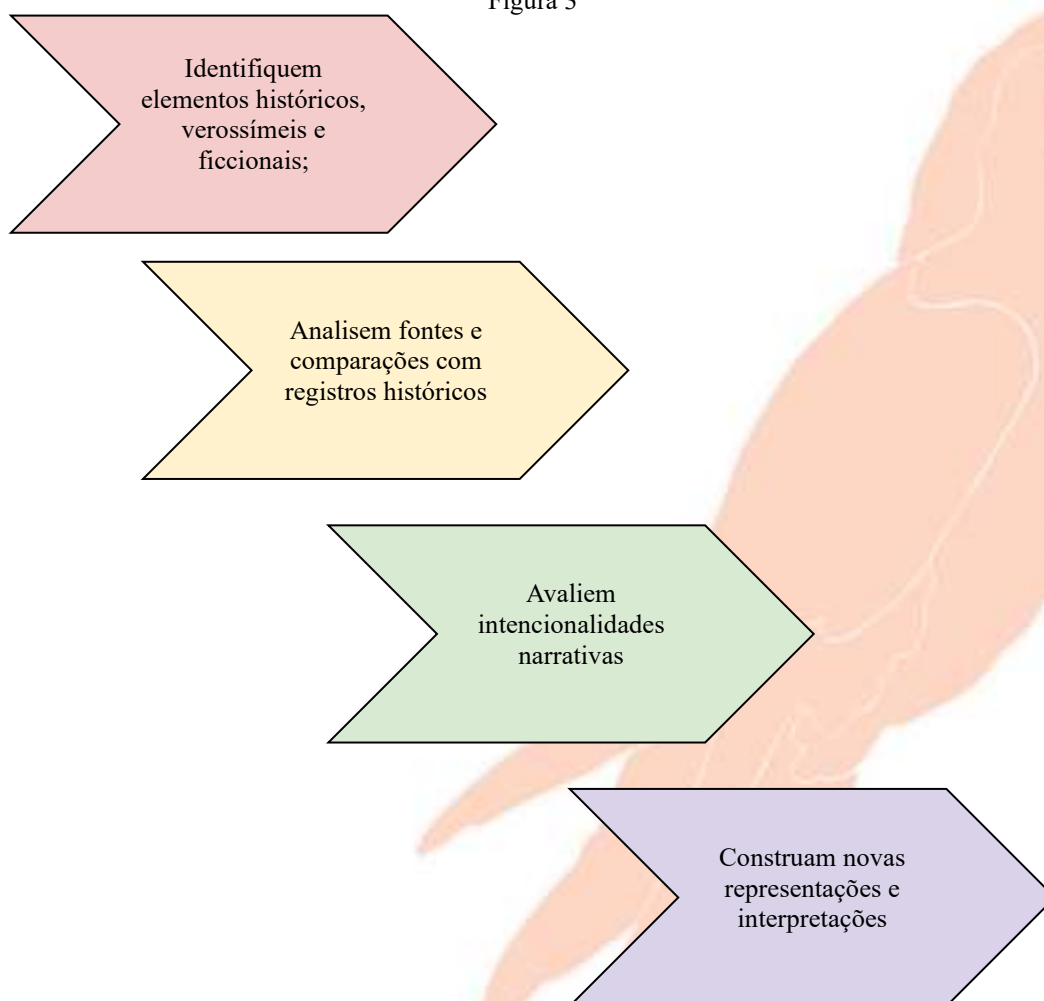 Figura 3
Identifiquem
elementos históricos,
verossímeis e
ficcionais;
Analisem fontes e
comparações com
registros históricos
Avaliem
intencionalidades
narrativas
Construam novas
representações e
interpretações